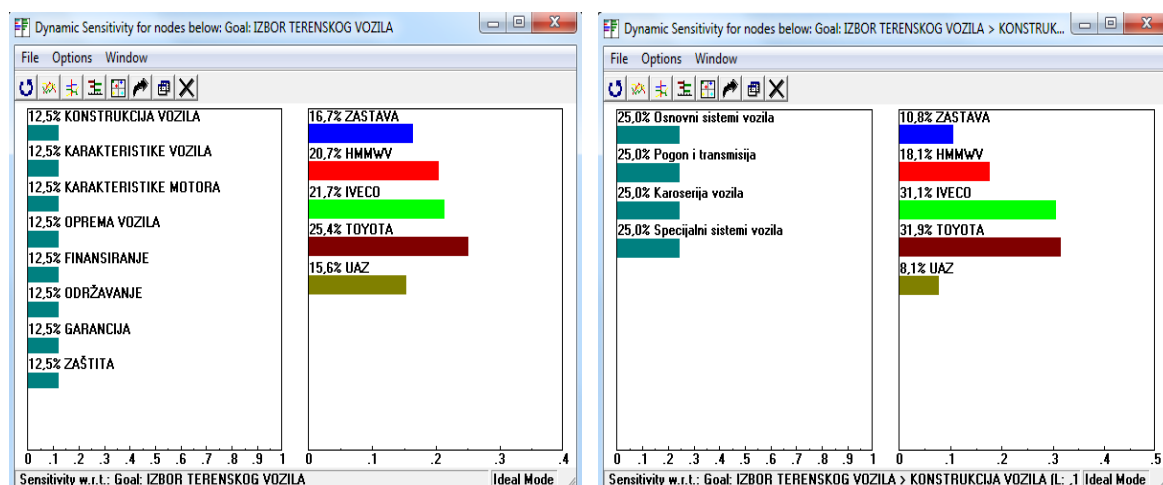 Dynamic Sensitivity for nodes below: Goal: IZBOR TERENSKOG VOZILA
File Options Window
12,5% KONSTRUKCIJA VOZILA
12,5% KARAKTERISTIKE VOZILA
12,5% KARAKTERISTIKE MOTORA
12,5% OPREMA VOZILA
12,5% FINANSIRANJE
12,5% ODRŽAVANJE
12,5% GARANCIJA
12,5% ZAŠTITA
0 .1 .2 .3 .4 .5 .6 .7 .8 .9 1
16,7% ZASTAVA
20,7% HMMWV
21,7% IVECO
25,4% TOYOTA
15,6% UAZ
0 .1 .2 .3 .4
Sensitivity w.r.t.: Goal: IZBOR TERENSKOG VOZILA
Ideal Mode
Dynamic Sensitivity for nodes below: Goal: IZBOR TERENSKOG VOZILA > KONSTRUK...
File Options Window
25,0% Osnovni sistemi vozila
25,0% Pogon i transmisija
25,0% Karoserija vozila
25,0% Specijalni sistemi vozila
0 .1 .2 .3 .4 .5 .6 .7 .8 .9 1
10,8% ZASTAVA
18,1% HMMWV
31,1% IVECO
31,9% TOYOTA
8,1% UAZ
0 .1 .2 .3 .4 .5
Sensitivity w.r.t.: Goal: IZBOR TERENSKOG VOZILA > KONSTRUKCIJA VOZILA (L: ,1
Ideal Mode